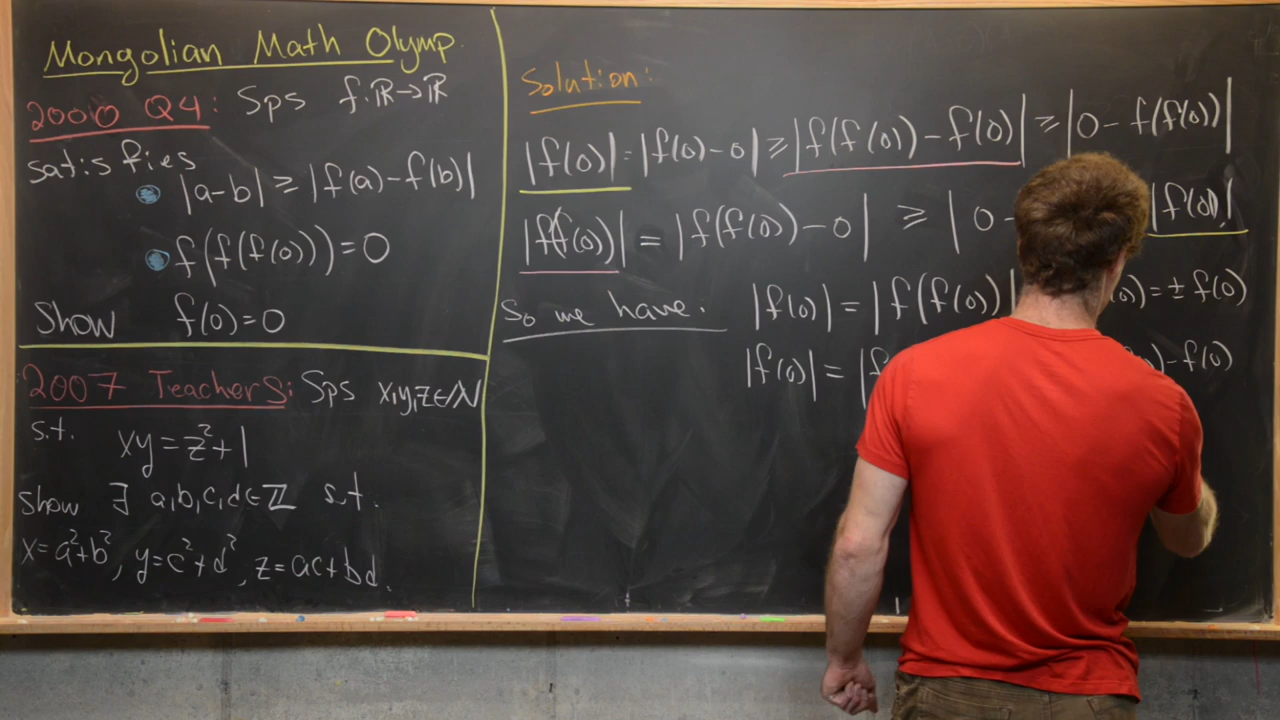 Mongolian Math Olymp.
2000 Q4: Sps f:ℝ→ℝ
satisfies
|a-b| ≥ |f(a)-f(b)|
f(f(f(0)))=0
Show f(0)=0
2007 Teachers: Sps x,y,z∈ℕ
s.t. xy=z²+1
Show ∃ a,b,c,d∈ℤ s.t.
x=a²+b², y=c²+d², z=ac+bd.
Solution:
|f(0)|=|f(0)-0|≥|f(f(0))-f(0)|≥|0-f(f(0))|
|f(f(0))| = |f(f(0))-0| ≥ |0- |f(0)|
So we have: |f(0)|=|f(f(0))| (0)=±f(0)
|f(0)|=|f )-f(0)